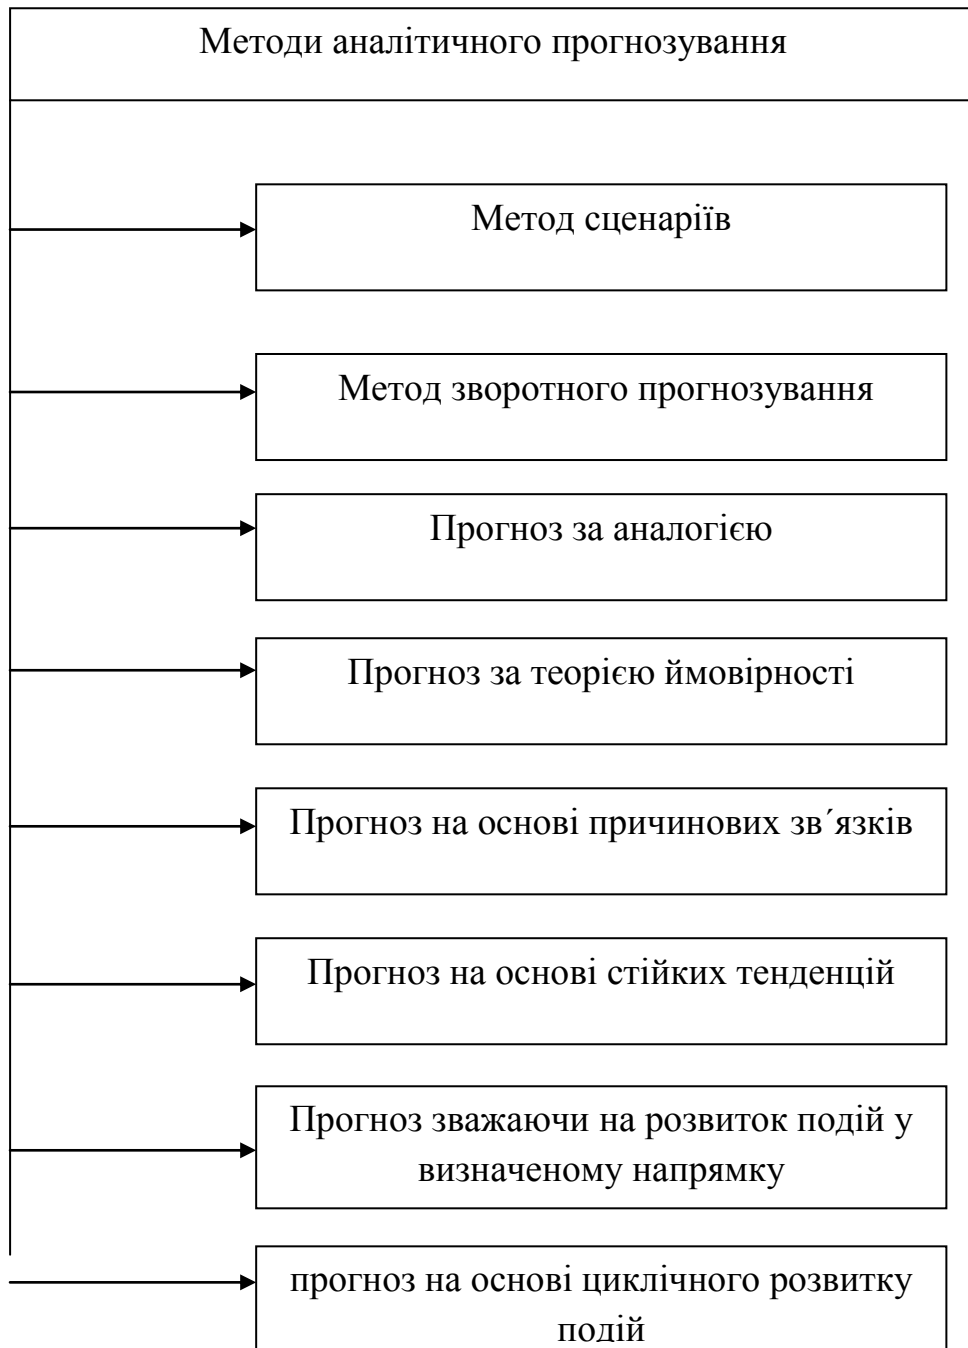 Методи аналітичного прогнозування
Метод сценаріїв
Метод зворотного прогнозування
Прогноз за аналогією
Прогноз за теорією ймовірності
Прогноз на основі причинових зв´язків
Прогноз на основі стійких тенденцій
Прогноз зважаючи на розвиток подій у
визначеному напрямку
прогноз на основі циклічного розвитку
подій